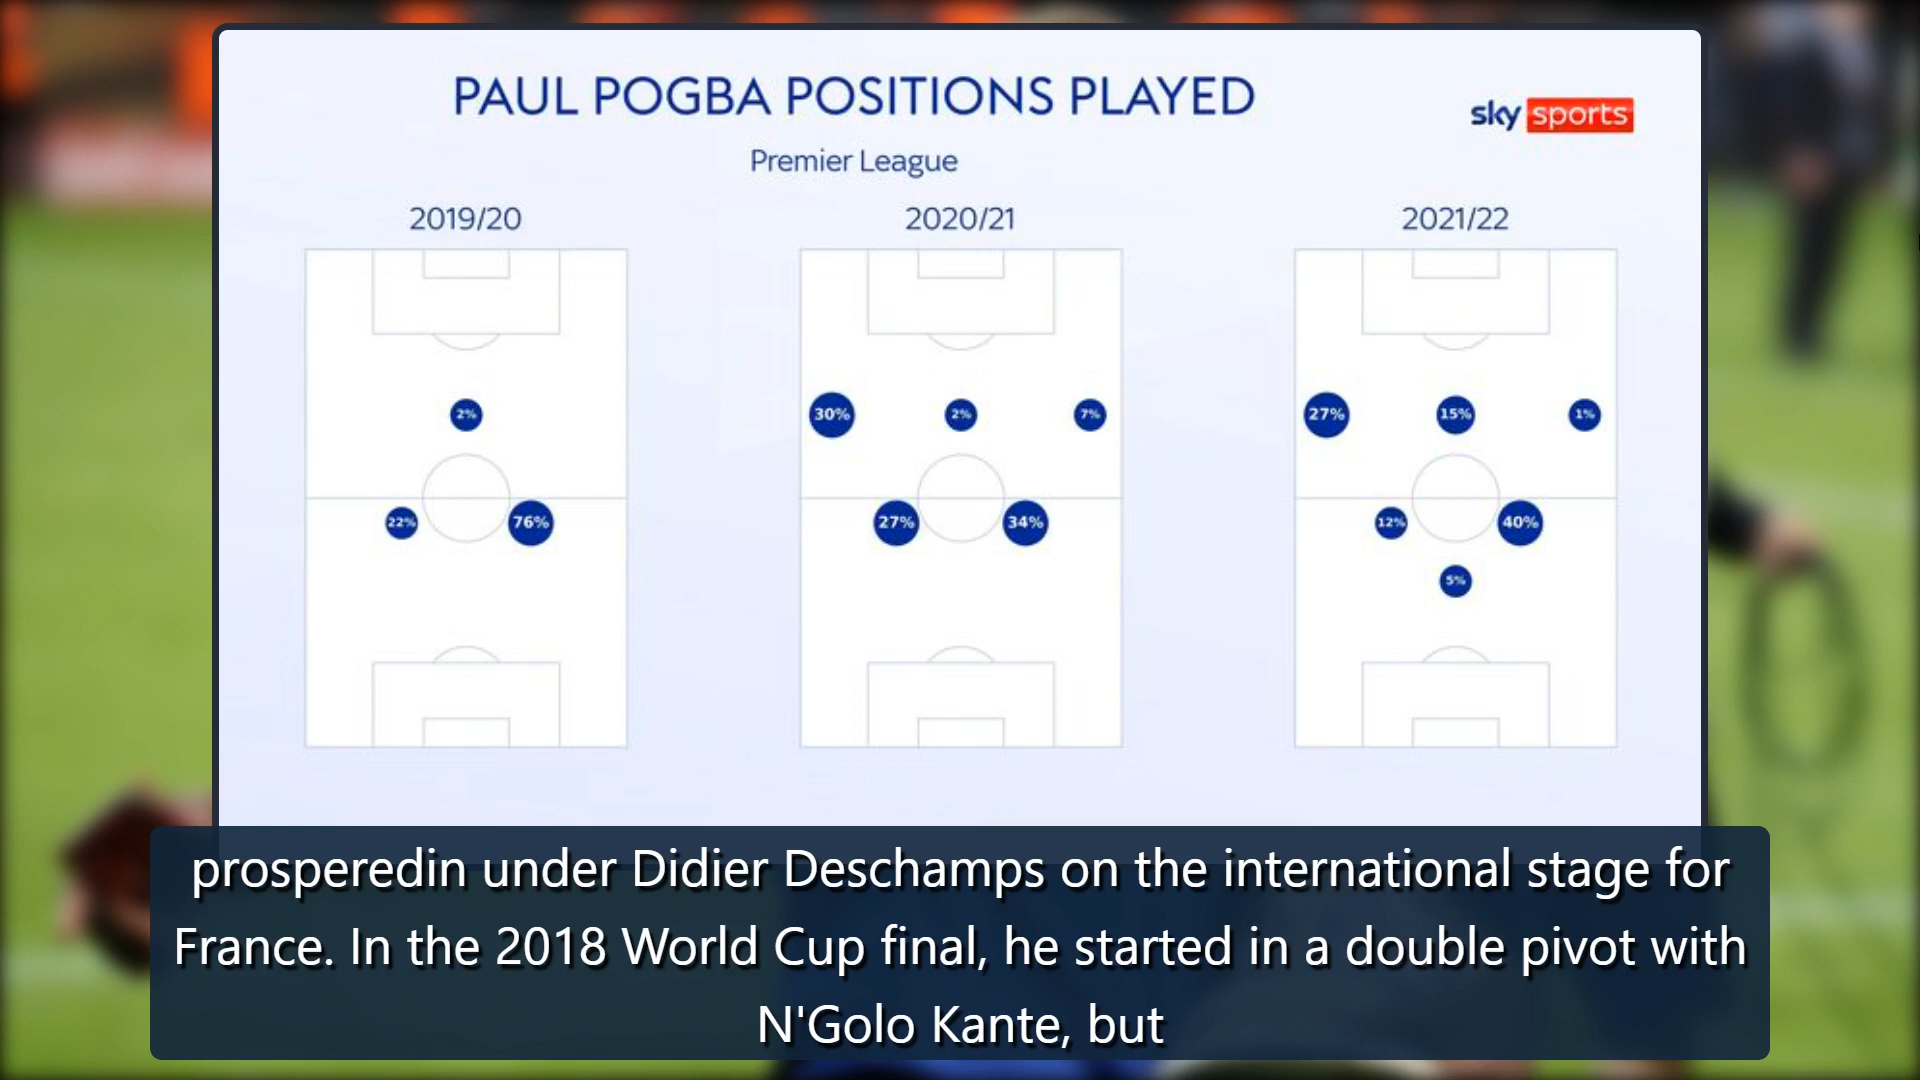 PAUL POGBA POSITIONS PLAYED
sky sports
Premier League
2019/20
2020/21
2021/22
2%
30%
2%
7%
27%
15%
1%
22%
76%
27%
34%
12%
40%
5%
prosperedin under Didier Deschamps on the international stage for
France. In the 2018 World Cup final, he started in a double pivot with
N'Golo Kante, but